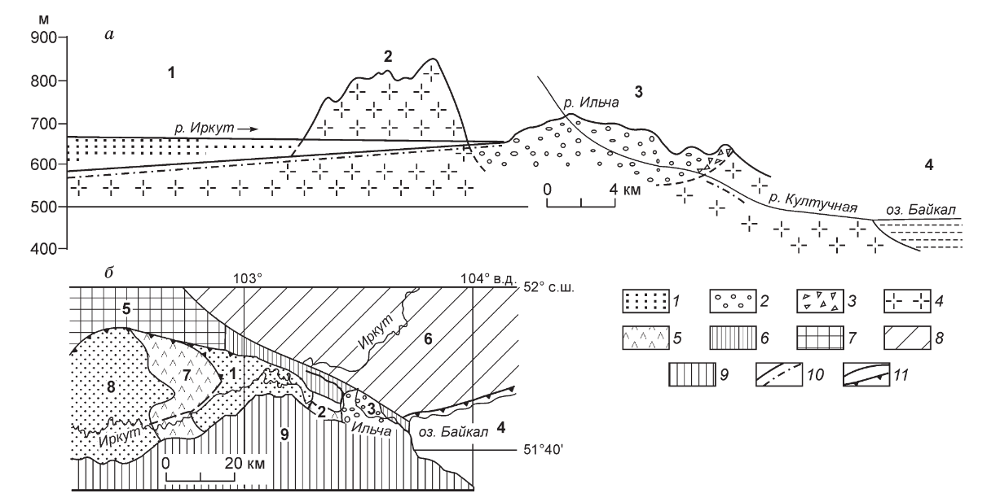 м
а
900
800
700
600
500
400
1
2
3
4
р. Иркут
р. Ильча
0 4 км
р. Култучная
оз. Байкал
б
103°
104° в.д.
52° с.ш.
5
6
Иркут
8
7
1
2
3
Ильча
оз. Байкал
4
Иркут
9
51°40'
0 20 км
1 2 3 4
5 6 7 8
9 10 11